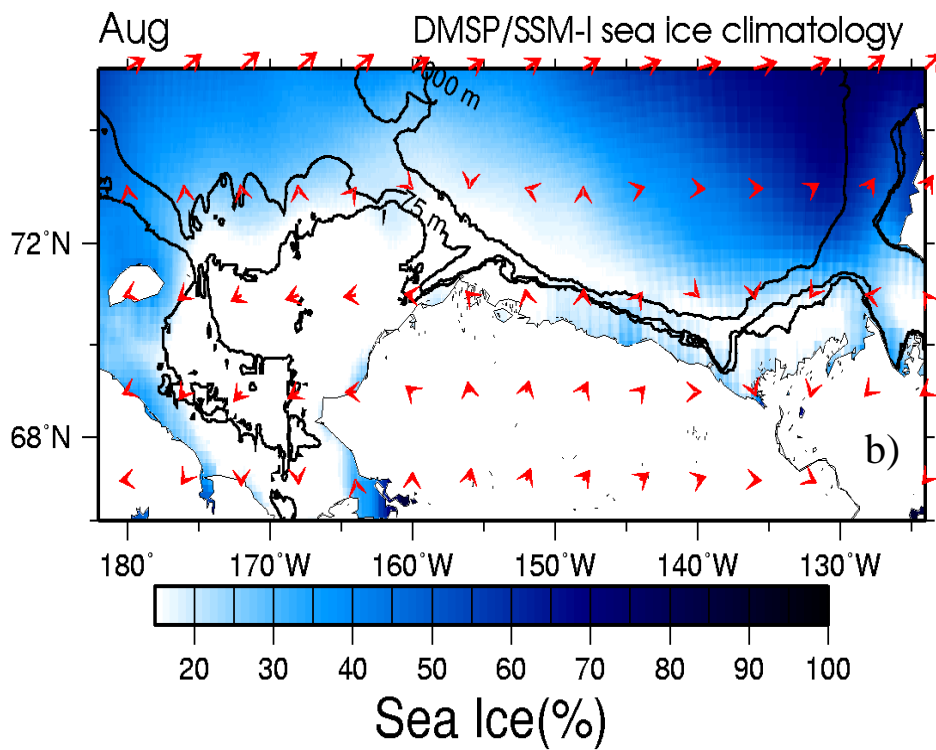 Aug DMSP/SSM-I sea ice climatology
000 m
75 m
72°N
68°N
b)
180° 170°W 160°W 150°W 140°W 130°W
20 30 40 50 60 70 80 90 100
Sea Ice(%)